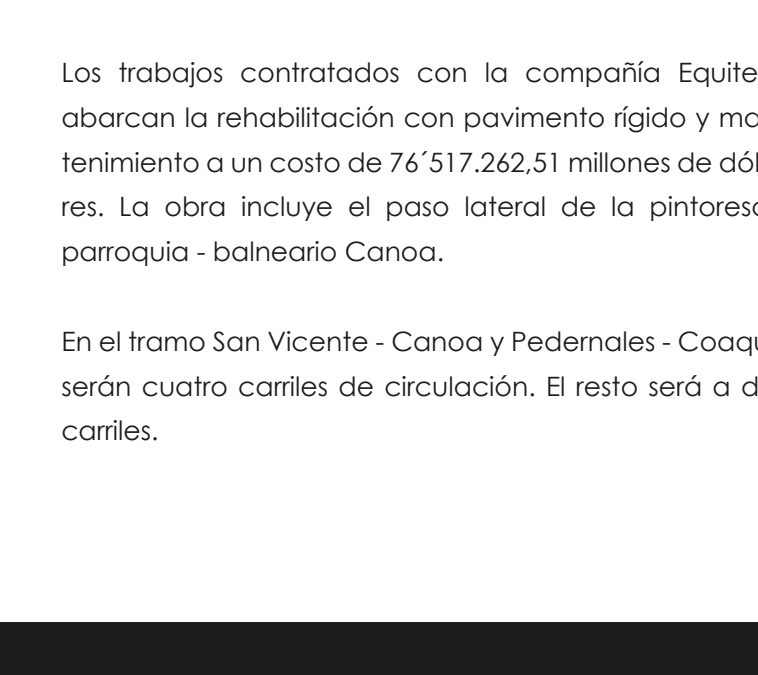 Los trabajos contratados con la compañía
abarcan la rehabilitación con pavimento rígido y
tenimiento a un costo de 76´517.262,51 millones de
res. La obra incluye el paso lateral de la
parroquia - balneario Canoa.
En el tramo San Vicente - Canoa y Pedernales -
serán cuatro carriles de circulación. El resto será a
carriles.